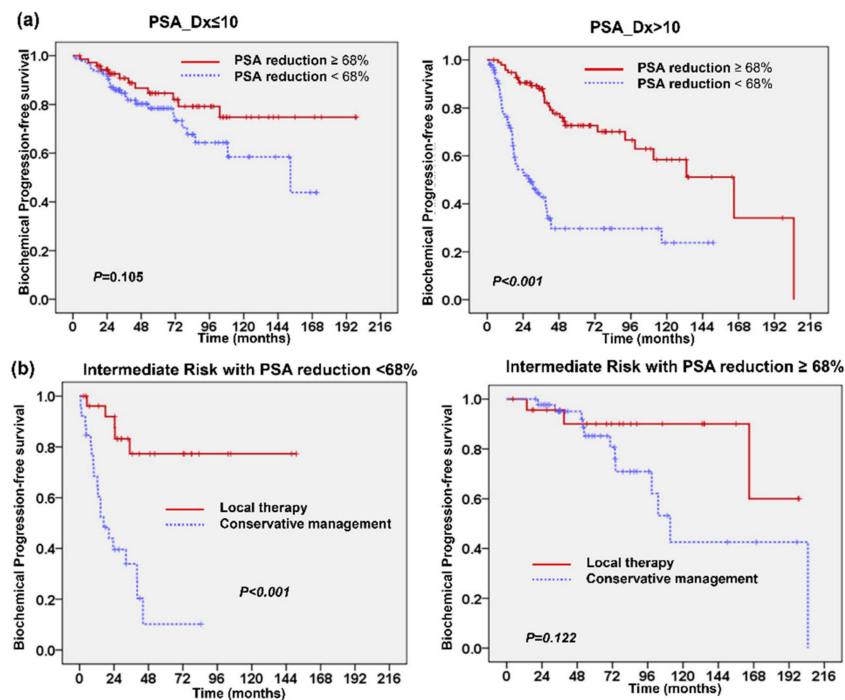 (a)
PSA_Dx≤10
Biochemical Progression-free survival
1.0
0.8
0.6
0.4
0.2
0.0
PSA reduction ≥ 68%
PSA reduction < 68%
P=0.105
0 24 48 72 96 120 144 168 192 216
Time (months)
PSA_Dx>10
Biochemical Progression-free survival
1.0
0.8
0.6
0.4
0.2
0.0
PSA reduction ≥ 68%
PSA reduction < 68%
P<0.001
0 24 48 72 96 120 144 168 192 216
Time (months)
(b)
Intermediate Risk with PSA reduction <68%
Biochemical Progression-free survival
1.0
0.8
0.6
0.4
0.2
0.0
Local therapy
Conservative management
P<0.001
0 24 48 72 96 120 144 168 192 216
Time (months)
Intermediate Risk with PSA reduction ≥ 68%
Biochemical Progression-free survival
1.0
0.8
0.6
0.4
0.2
0.0
Local therapy
Conservative management
P=0.122
0 24 48 72 96 120 144 168 192 216
Time (months)